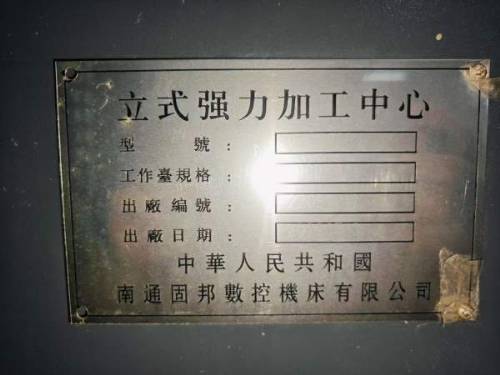 立式强力加工中心
型號:
工作臺規格:
出廠編號:
出廠日期:
中華人民共和國
南通固邦數控機床有限公司